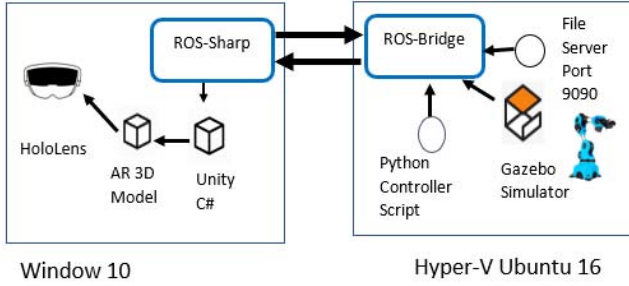 ROS-Sharp
HoloLens
AR 3D
Model
Unity
C#
Window 10
ROS-Bridge
File
Server
Port
9090
Python
Controller
Script
Gazebo
Simulator
Hyper-V Ubuntu 16